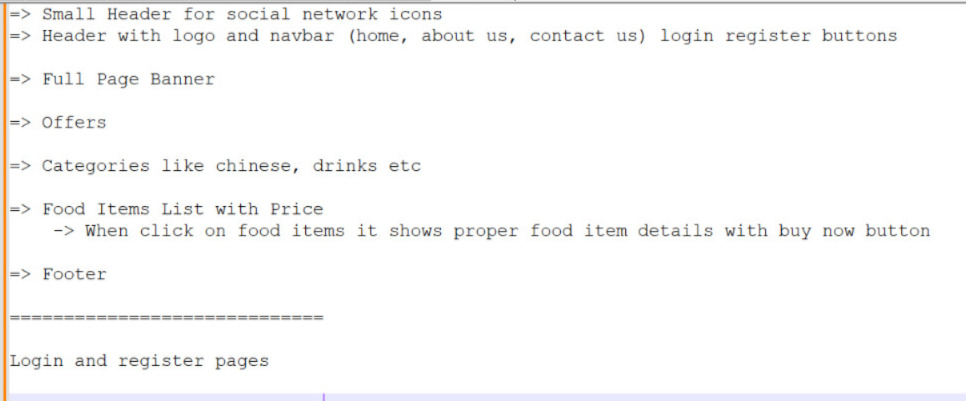 => Small Header for social network icons
=> Header with logo and navbar (home, about us, contact us) login register buttons
=> Full Page Banner
=> Offers
=> Categories like chinese, drinks etc
=> Food Items List with Price
-> When click on food items it shows proper food item details with buy now button
=> Footer
=============================
Login and register pages